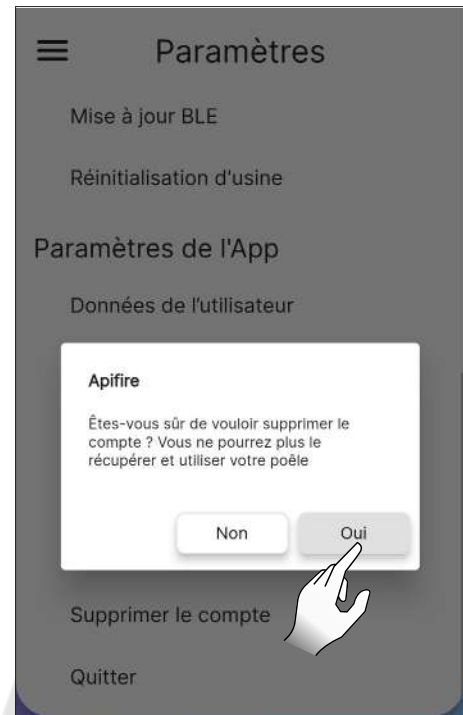 Paramètres
Mise à jour BLE
Réinitialisation d'usine
Paramètres de l'App
Données de l'utilisateur
Apifire
Êtes-vous sûr de vouloir supprimer le
compte ? Vous ne pourrez plus le
récupérer et utiliser votre poêle
Non Oui
Supprimer le compte
Quitter